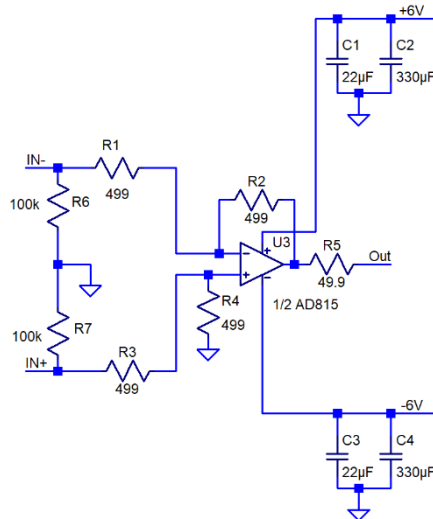 +6V
C1
C2
22µF
330µF
R1
IN-
499
R2
100k
R6
499
U3
R5
Out
49.9
R4
1/2 AD815
499
100k
R7
R3
IN+
499
-6V
C3
C4
22µF
330µF